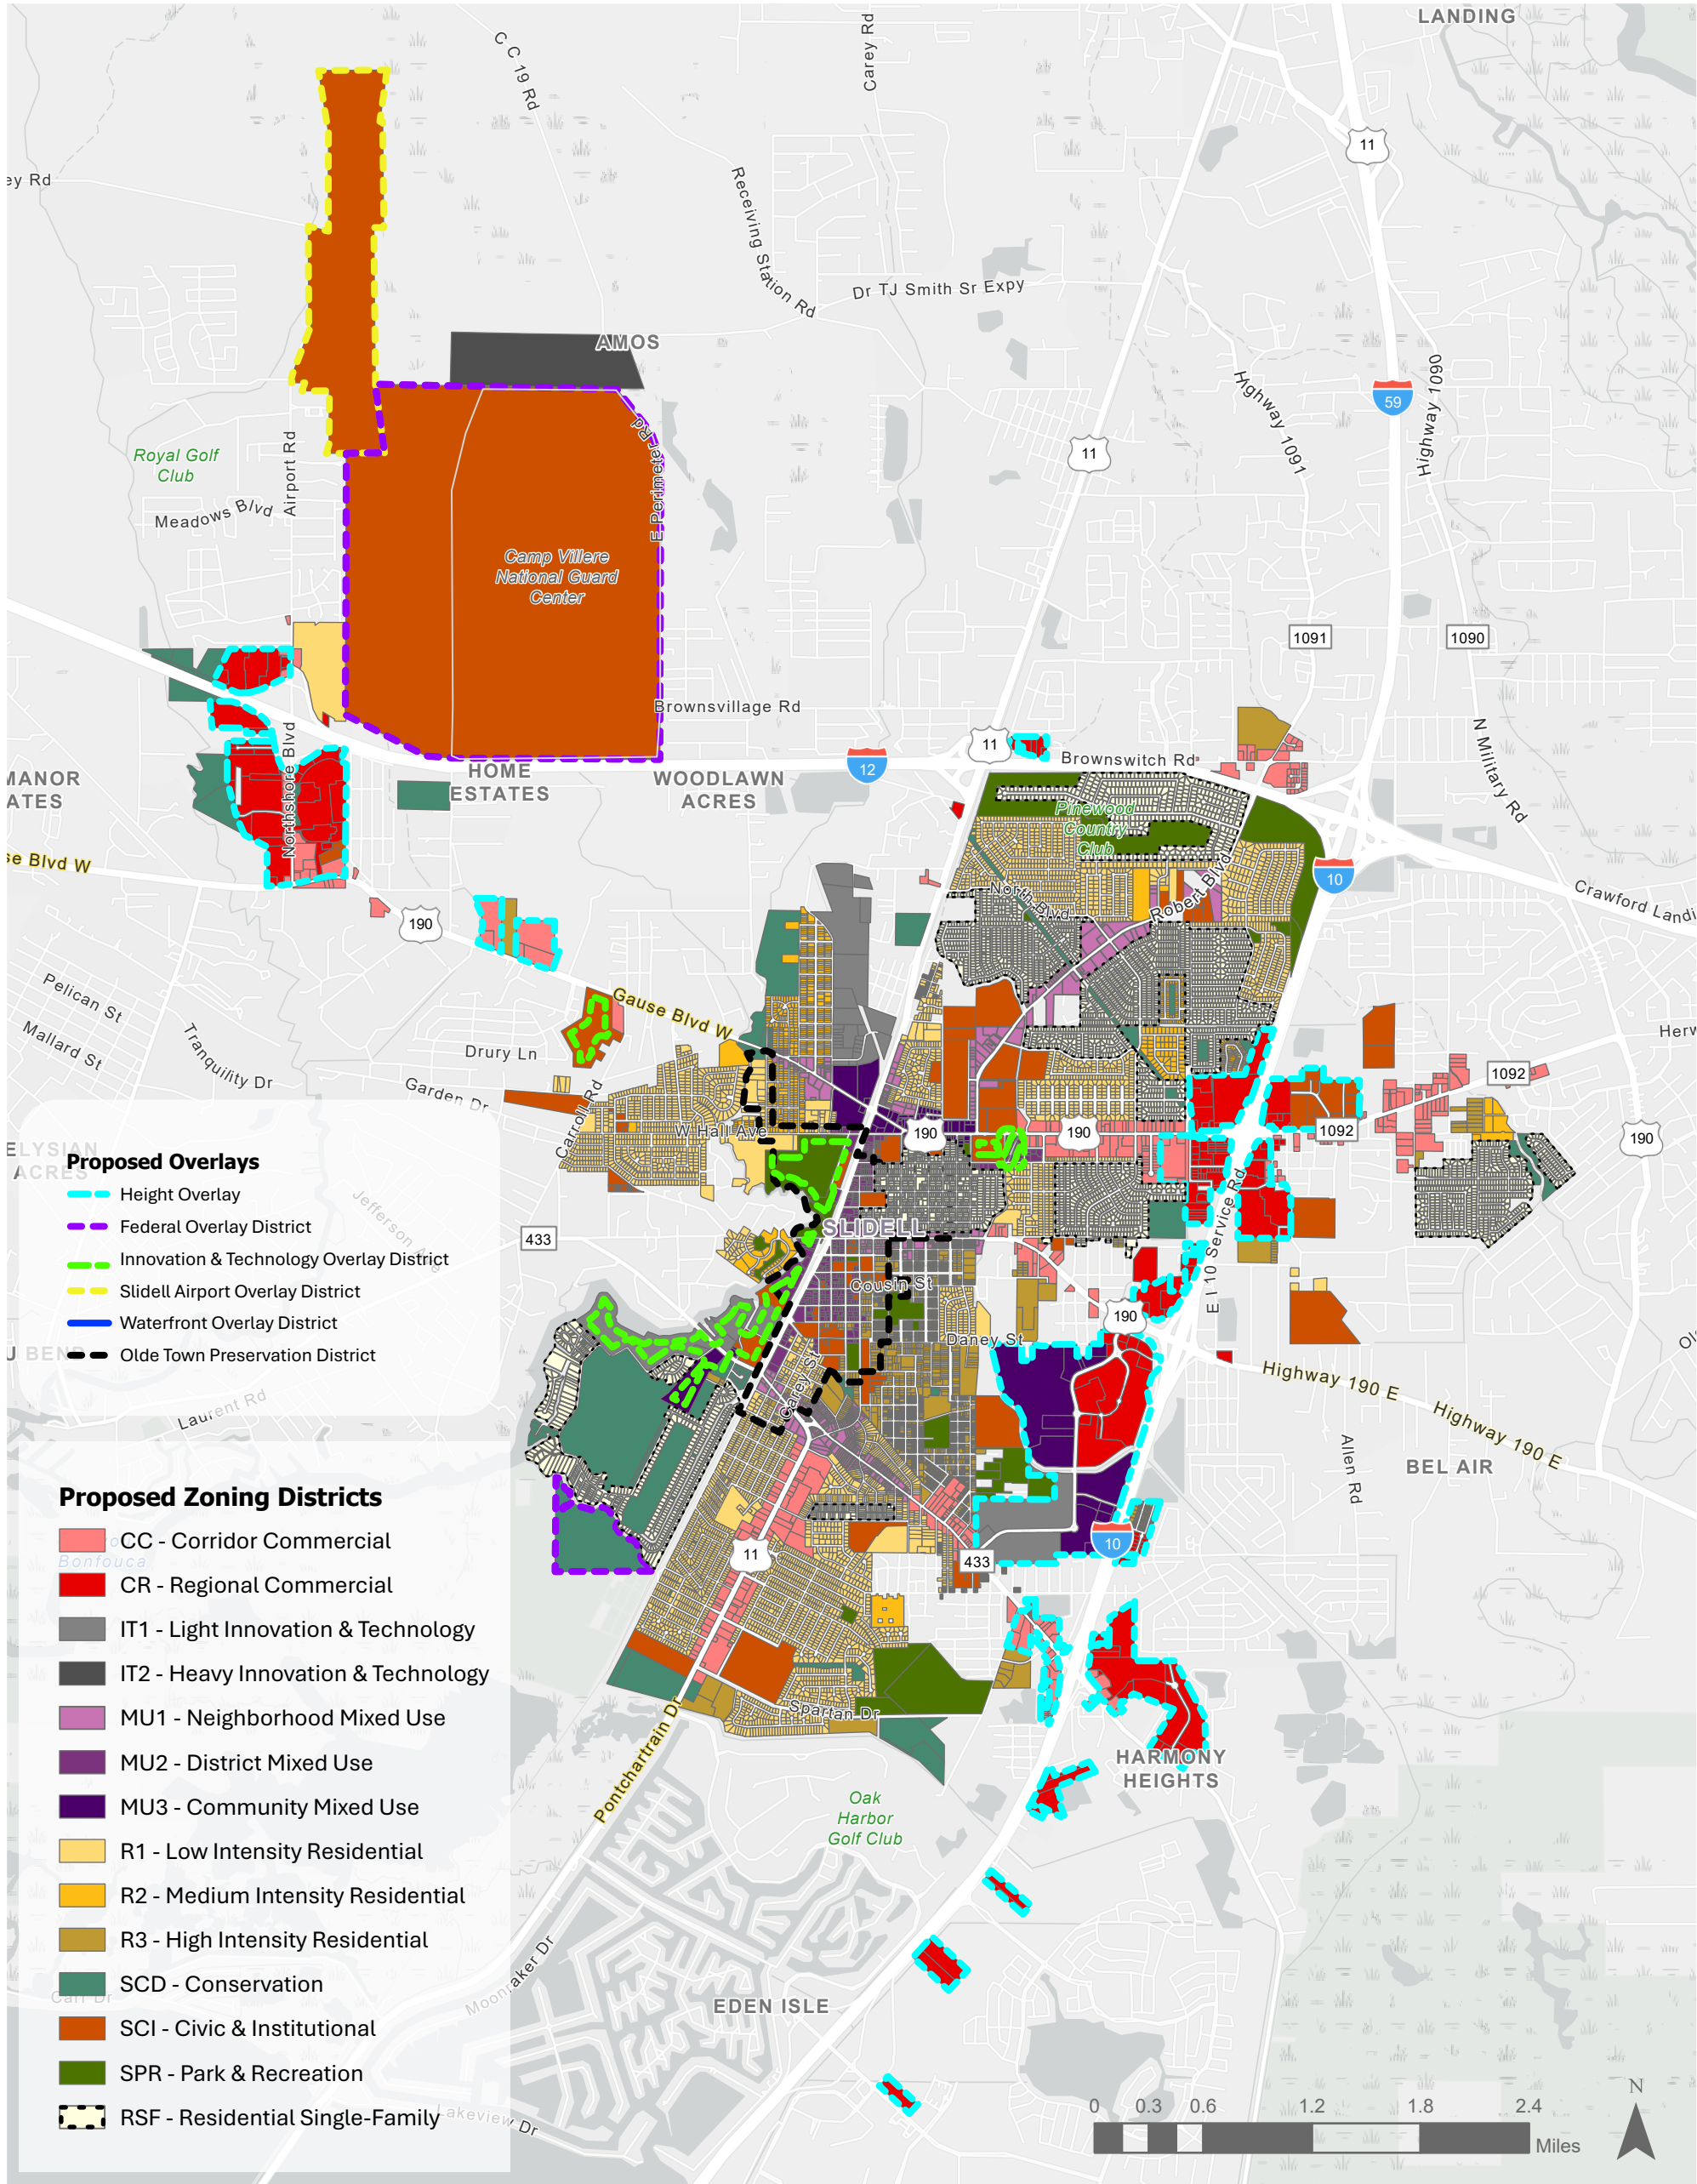 LANDING
C C 19 Rd
Carey Rd
11
ey Rd
Receiving Station Rd
Dr TJ Smith Sr Expy
AMOS
Highway 1090
59
Highway 1091
11
E Perimeter Rd
Royal Golf
Club
Airport Rd
Meadows Blvd
Camp Villere
National Guard
Center
1091
1090
Brownsville Rd
N Military Rd
11
Brownswitch Rd
12
MANOR
ATES
Northshore Blvd
HOME
ESTATES
WOODLAWN
ACRES
Pinewood
Country
Club
se Blvd W
10
Crawford Landi
North Blvd
Robert Blvd
190
Pelican St
Gause Blvd W
Mallard St
Tranquility Dr
Drury Ln
Herw
1092
Garden Dr
Carroll Rd
W Hall Ave
190
190
1092
190
ELYSIAN
ACRES
Proposed Overlays
Height Overlay
Federal Overlay District
Innovation & Technology Overlay District
Slidell Airport Overlay District
Waterfront Overlay District
Olde Town Preservation District
Jefferson Ave
433
SLIDELL
E I 10 Service Rd
Cousin St
190
Daney St
U BEND
Highway 190 E
Highway 190 E
Laurent Rd
Carey St
Allen Rd
BEL AIR
Proposed Zoning Districts
CC - Corridor Commercial
CR - Regional Commercial
IT1 - Light Innovation & Technology
IT2 - Heavy Innovation & Technology
MU1 - Neighborhood Mixed Use
MU2 - District Mixed Use
MU3 - Community Mixed Use
R1 - Low Intensity Residential
R2 - Medium Intensity Residential
R3 - High Intensity Residential
SCD - Conservation
SCI - Civic & Institutional
SPR - Park & Recreation
RSF - Residential Single-Family
Bonfouca
10
11
433
Spartan Dr
Pontchartrain Dr
HARMONY
HEIGHTS
Oak
Harbor
Golf Club
Moonraker Dr
Carr Dr
EDEN ISLE
Lakeview Dr
N
0 0.3 0.6 1.2 1.8 2.4
Miles